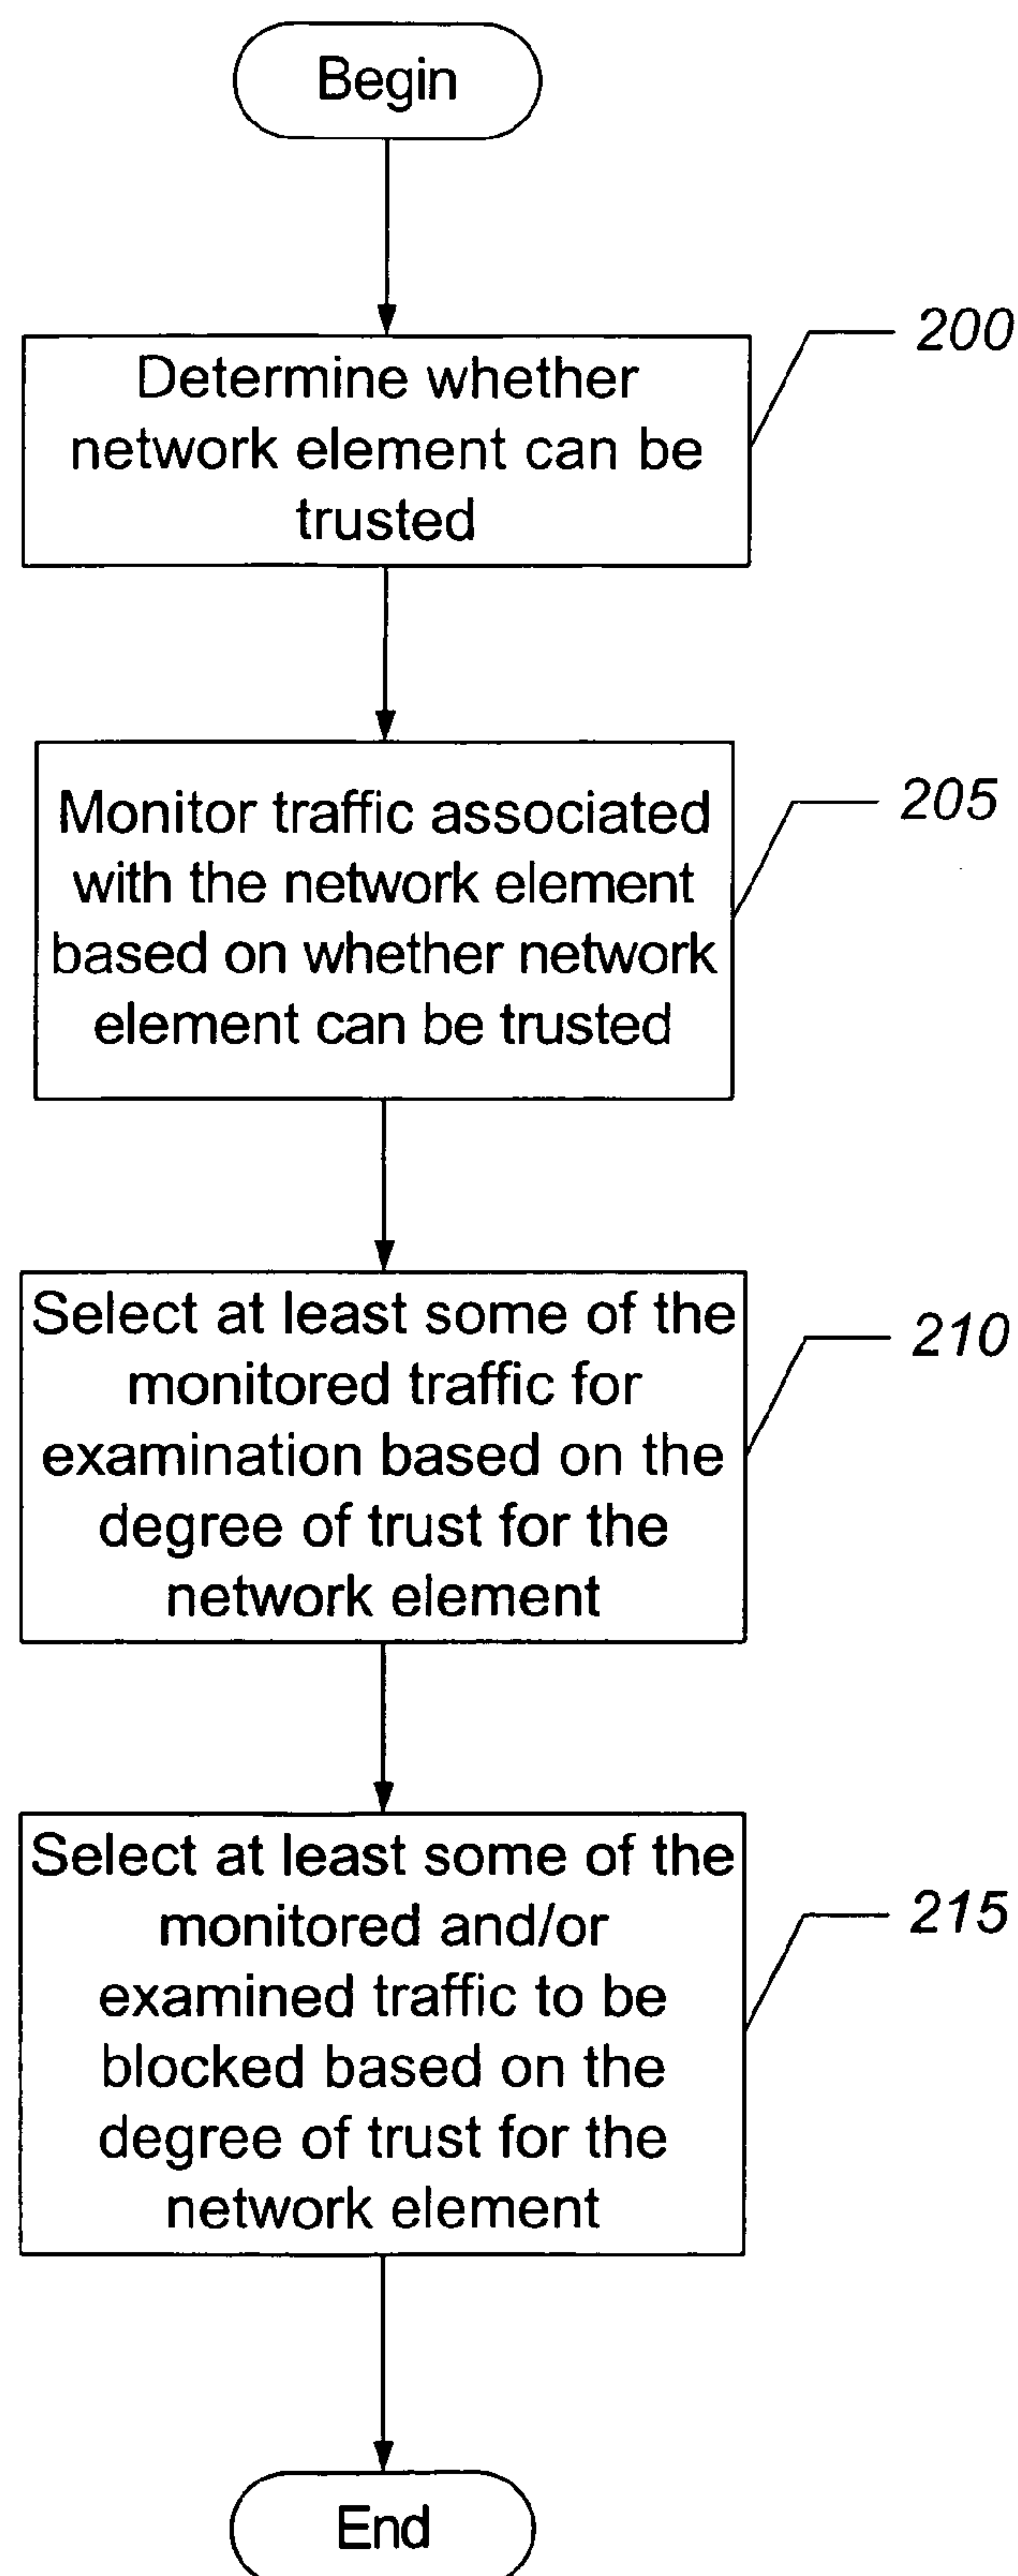 Begin
200
Determine whether
network element can be
trusted
205
Monitor traffic associated
with the network element
based on whether network
element can be trusted
210
Select at least some of the
monitored traffic for
examination based on the
degree of trust for the
network element
215
Select at least some of the
monitored and/or
examined traffic to be
blocked based on the
degree of trust for the
network element
End